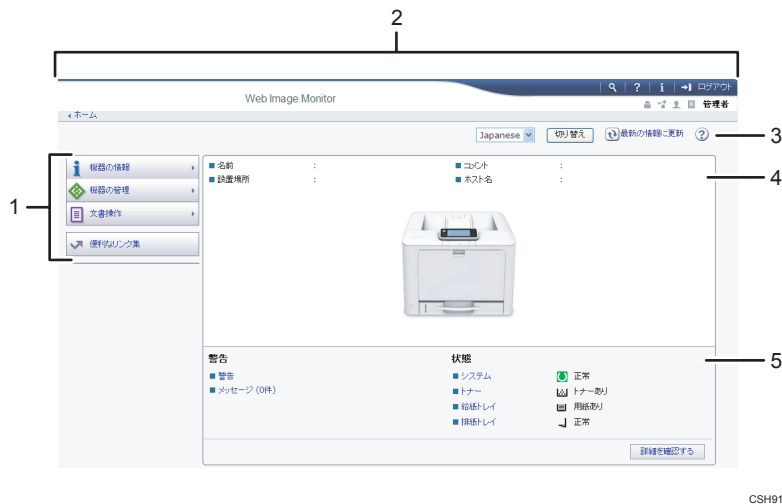 2
? i ログアウト
Web Image Monitor
管理者
ホーム
Japanese 切り替え 最新の情報に更新 ? 3
1
機器の情報
機器の管理
文書操作
便利なリンク集
名前 : コメント :
設置場所 : ホスト名 :
4
警告 状態
5
警告 システム 正常
メッセージ (0件) トナー トナーあり
給紙トレイ 用紙あり
排紙トレイ 正常
詳細を確認する
CSH91